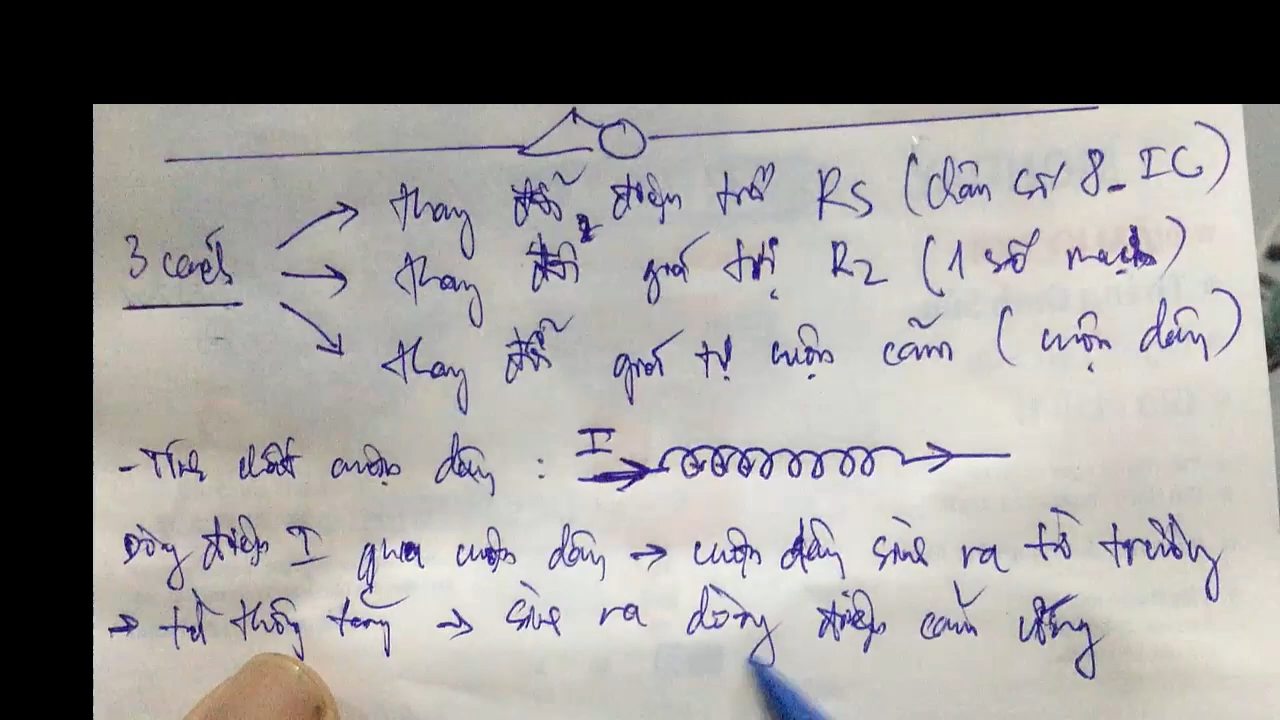 thay đổi điện trở RS (chân số 8_IC)
3 cách thay đổi giá trị R2 (1 số mạch)
thay đổi giá trị cuộn cảm (cuộn dây)
- Tính chất cuộn dây : I
Dòng điện I qua cuộn dây → cuộn dây sinh ra từ trường
→ từ thông tăng → sinh ra dòng điện cảm ứng